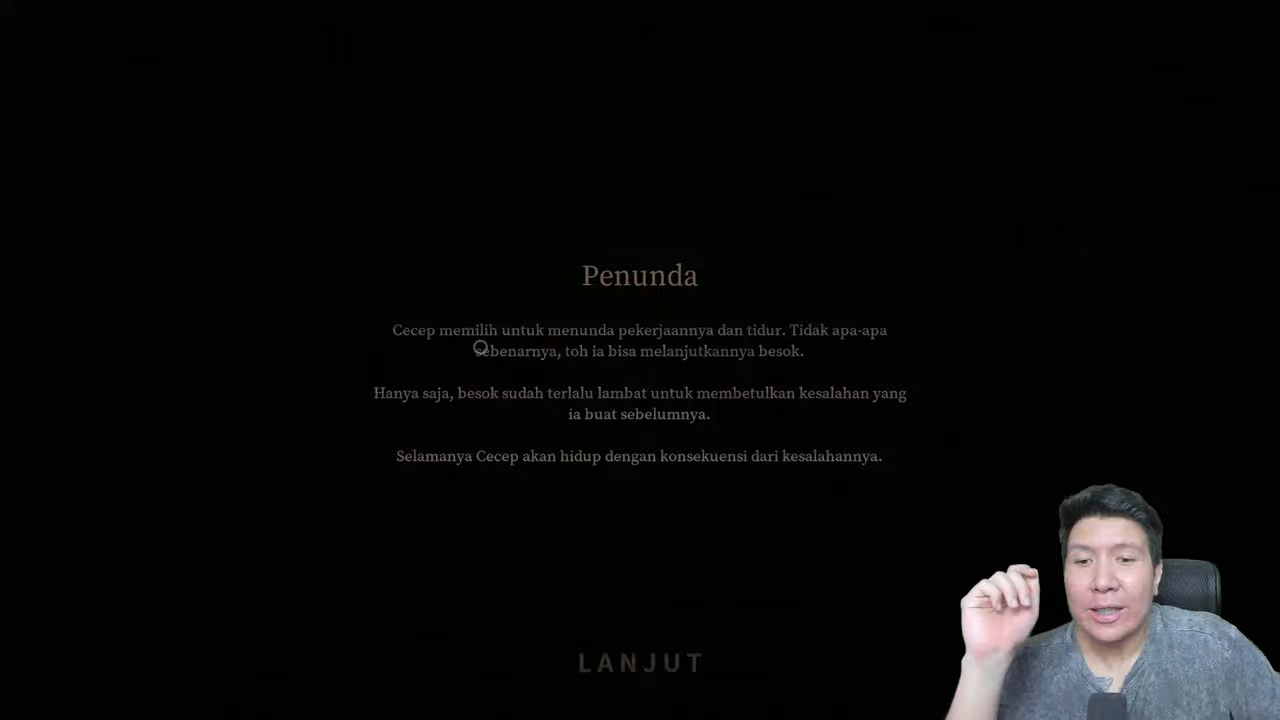 Penunda
Cecep memilih untuk menunda pekerjaannya dan tidur. Tidak apa-apa
sebenarnya, toh ia bisa melanjutkannya besok.
Hanya saja, besok sudah terlalu lambat untuk membetulkan kesalahan yang
ia buat sebelumnya.
Selamanya Cecep akan hidup dengan konsekuensi dari kesalahannya.
LANJUT